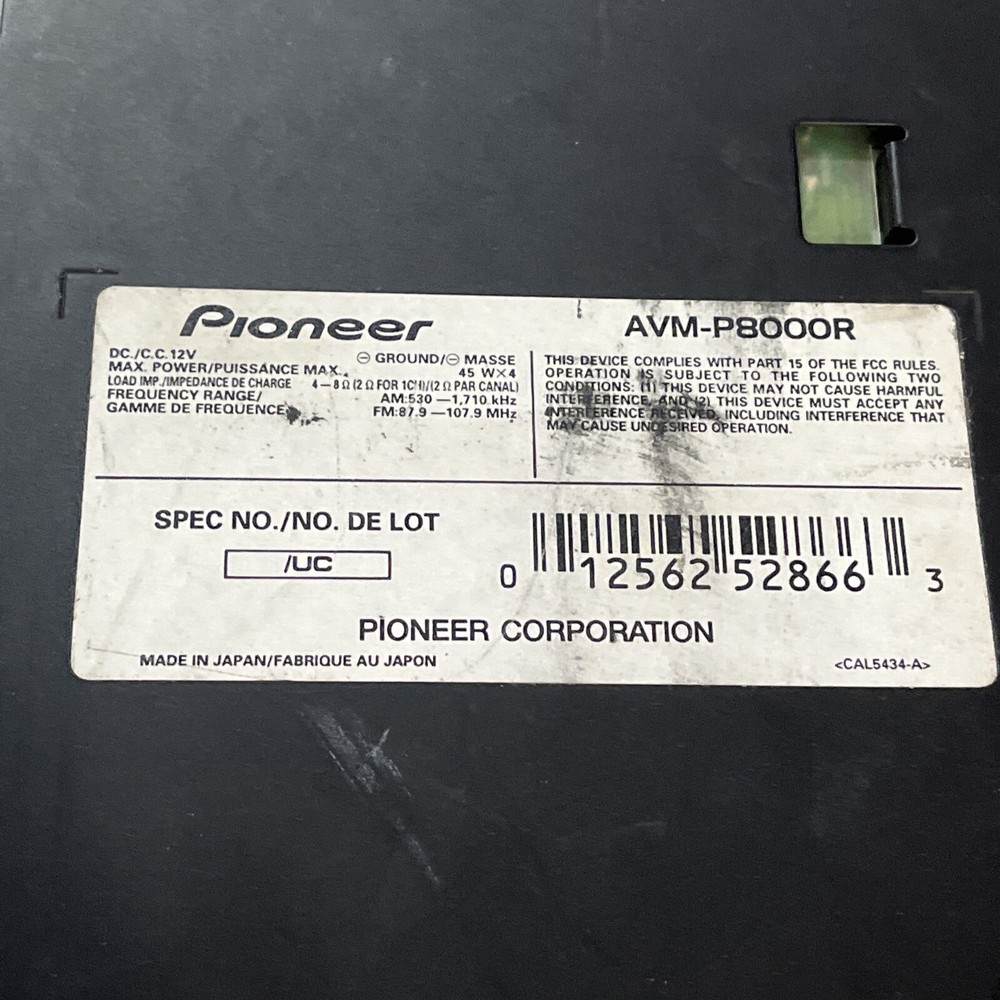 Pioneer
AVM-P8000R
DC./C.C.12V ⊖ GROUND/⊖ MASSE
MAX. POWER/PUISSANCE MAX. 45 W×4
LOAD IMP./IMPEDANCE DE CHARGE 4—8Ω(2Ω FOR 1CH)/(2Ω PAR CANAL)
FREQUENCY RANGE/ AM:530—1,710 kHz
GAMME DE FREQUENCE FM:87.9—107.9 MHz
THIS DEVICE COMPLIES WITH PART 15 OF THE FCC RULES.
OPERATION IS SUBJECT TO THE FOLLOWING TWO
CONDITIONS: (1) THIS DEVICE MAY NOT CAUSE HARMFUL
INTERFERENCE, AND (2) THIS DEVICE MUST ACCEPT ANY
INTERFERENCE RECEIVED, INCLUDING INTERFERENCE THAT
MAY CAUSE UNDESIRED OPERATION.
SPEC NO./NO. DE LOT
/UC
0 12562 52866 3
PIONEER CORPORATION
MADE IN JAPAN/FABRIQUE AU JAPON
<CAL5434-A>